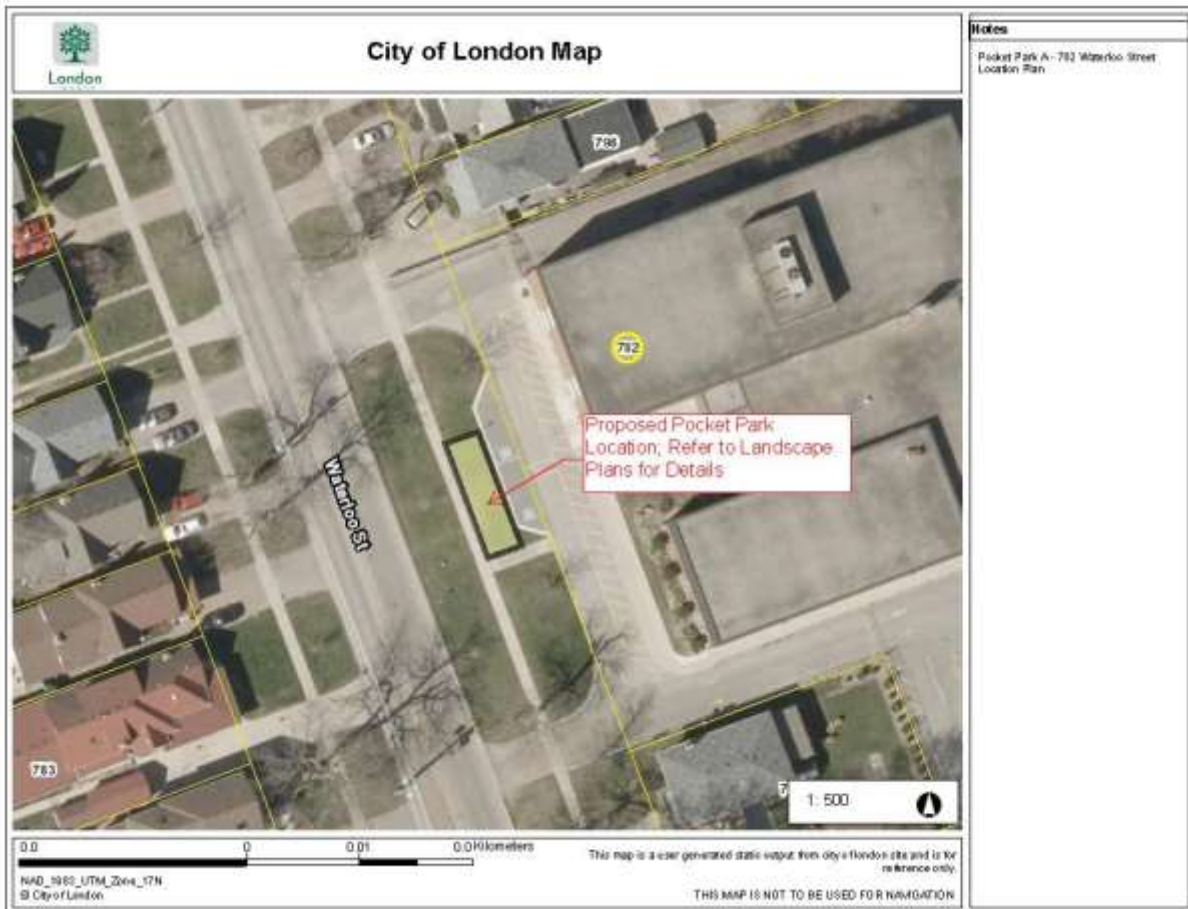 London
City of London Map
Notes
Pocket Park A - 782 Waterloo Street
Location Plan
798
782
Proposed Pocket Park
Location; Refer to Landscape
Plans for Details
Waterloo St
783
1: 500
0.0
0
0.01
0.0 Kilometers
NAD_1983_UTM_Zone_17N
© City of London
This map is a user generated static output from city of london site and is for
reference only.
THIS MAP IS NOT TO BE USED FOR NAVIGATION